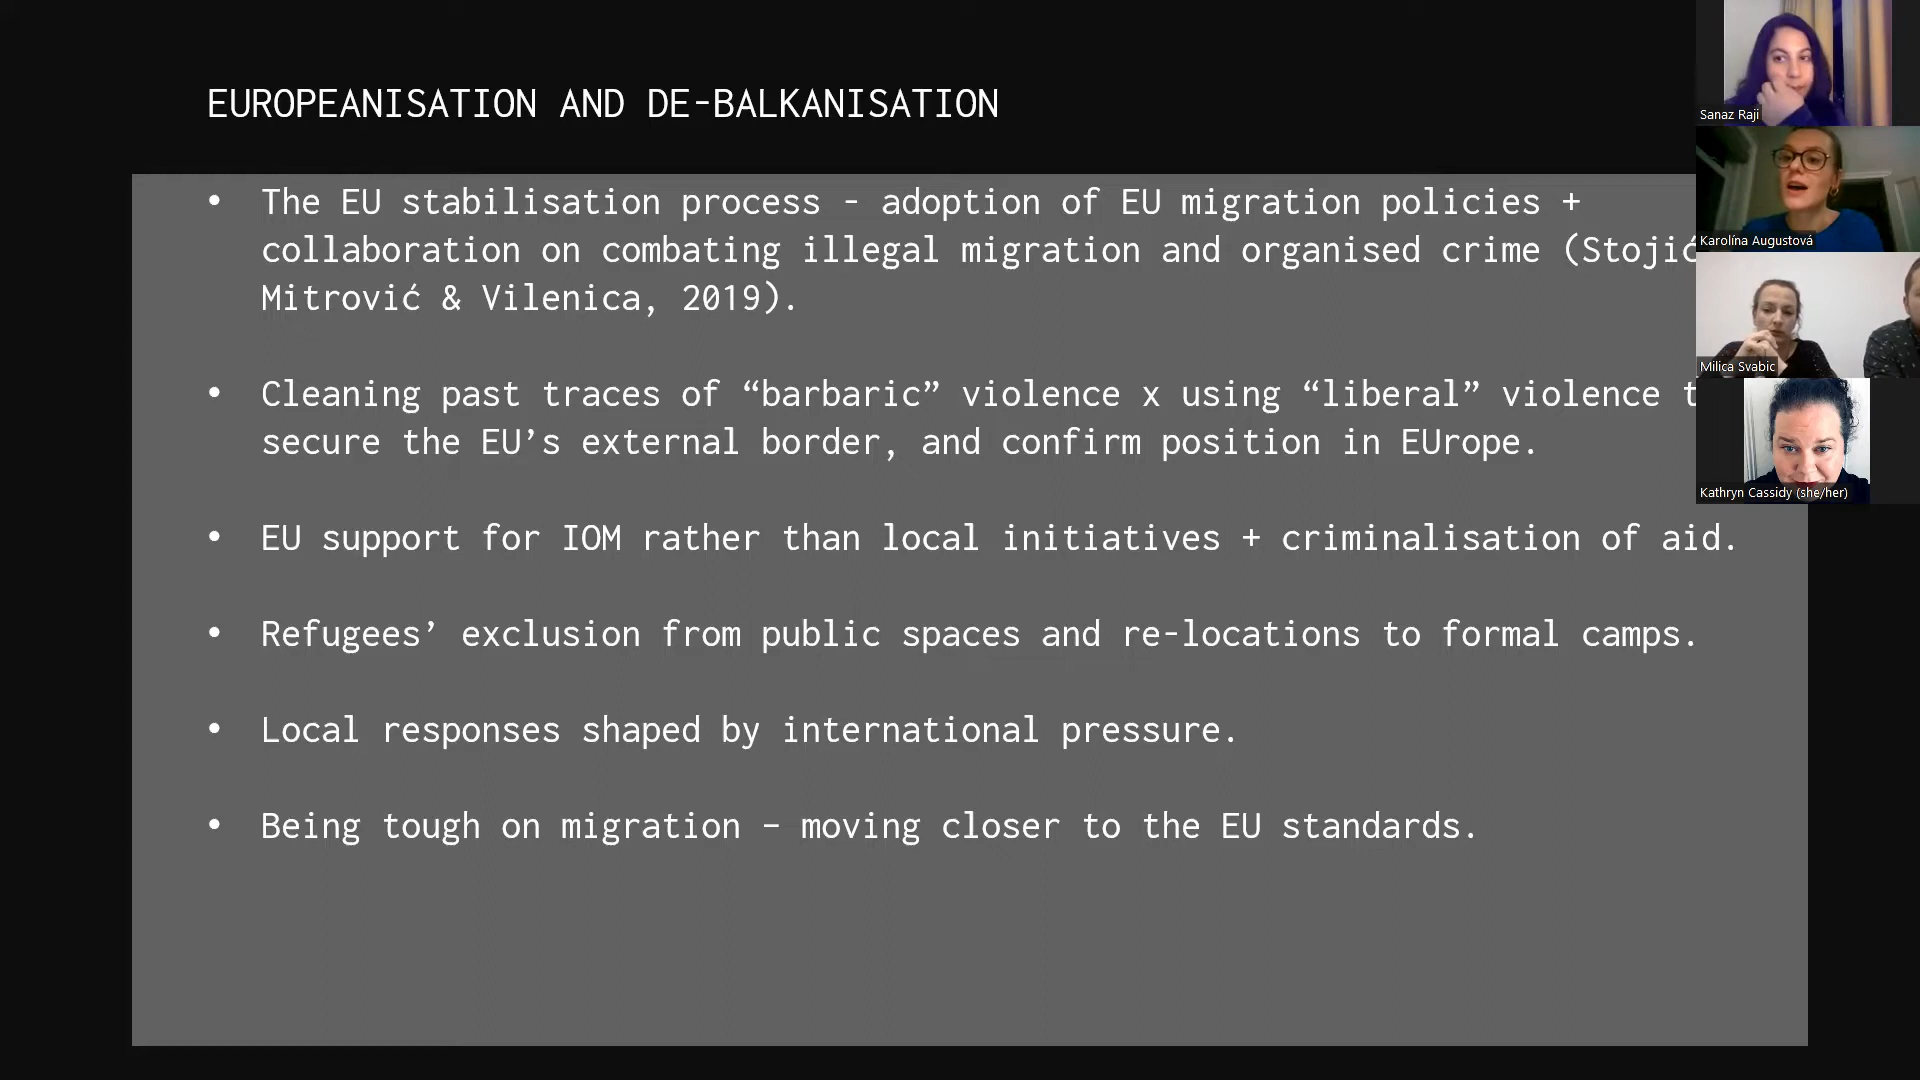 EUROPEANISATION AND DE-BALKANISATION
• The EU stabilisation process - adoption of EU migration policies +
collaboration on combating illegal migration and organised crime (Stojić
Mitrović & Vilenica, 2019).
• Cleaning past traces of “barbaric” violence x using “liberal” violence
secure the EU’s external border, and confirm position in EUrope.
• EU support for IOM rather than local initiatives + criminalisation of aid.
• Refugees’ exclusion from public spaces and re-locations to formal camps.
• Local responses shaped by international pressure.
• Being tough on migration – moving closer to the EU standards.
Sanaz Raji
Karolína Augustová
Milica Svabic
Kathryn Cassidy (she/her)